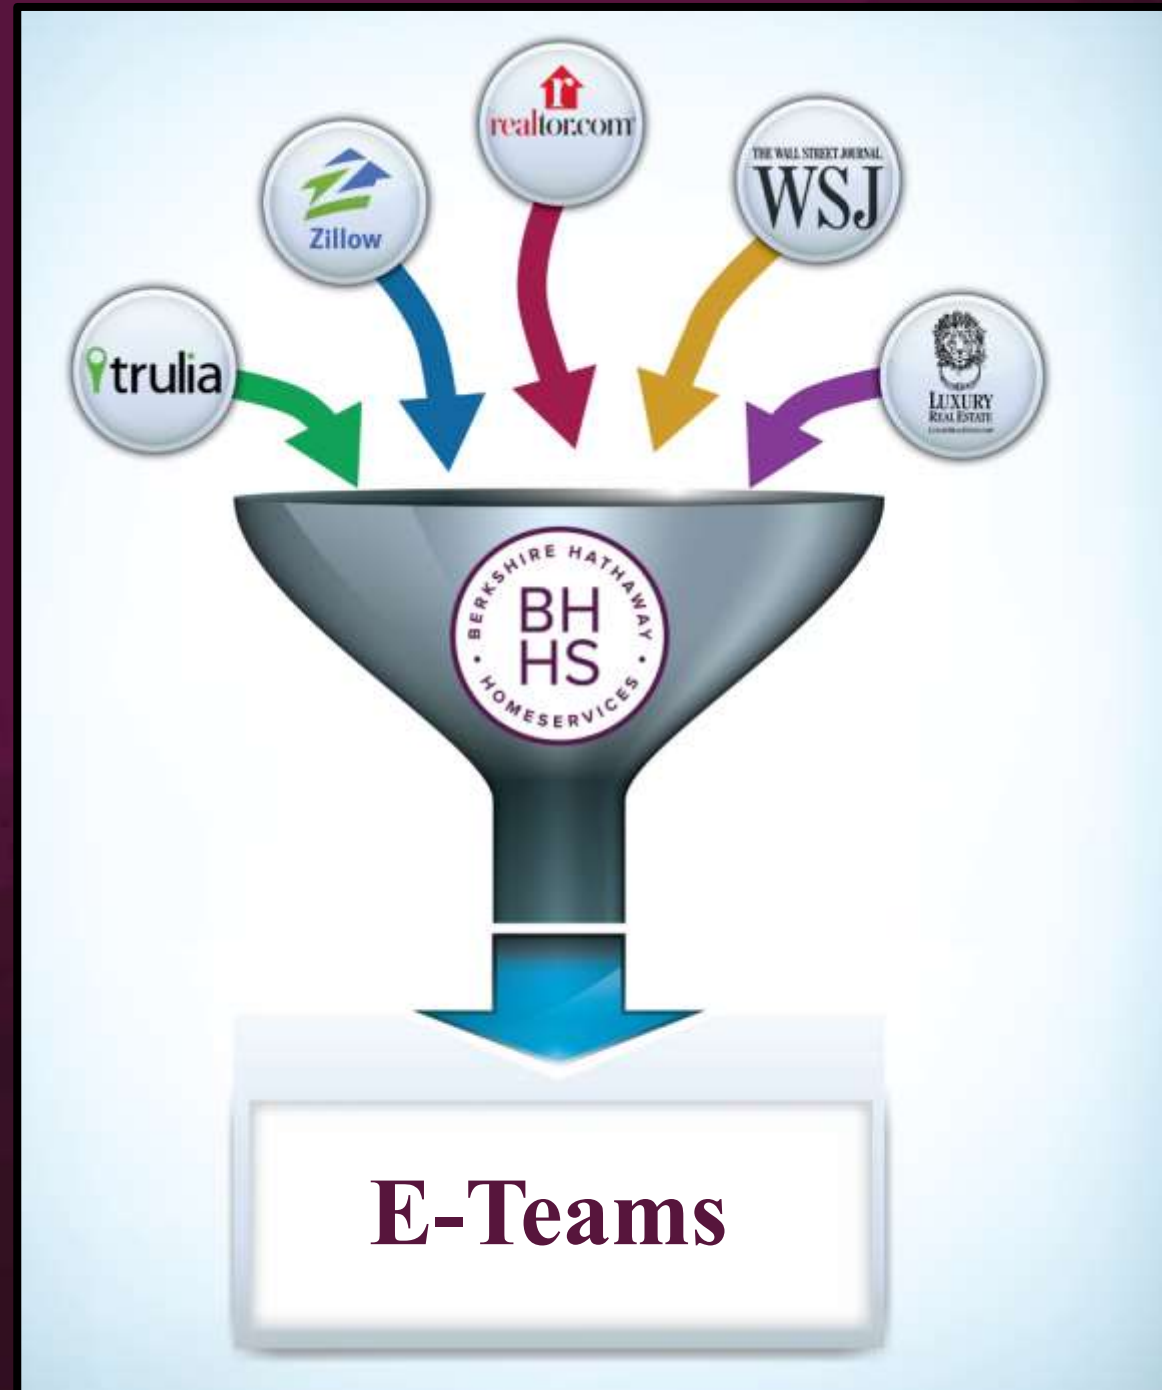 realtor.com
Zillow
THE WALL STREET JOURNAL
WSJ
trulia
LUXURY
REAL ESTATE
BERKSHIRE HATHAWAY
BH
HS
• HOMESERVICES •
E-Teams